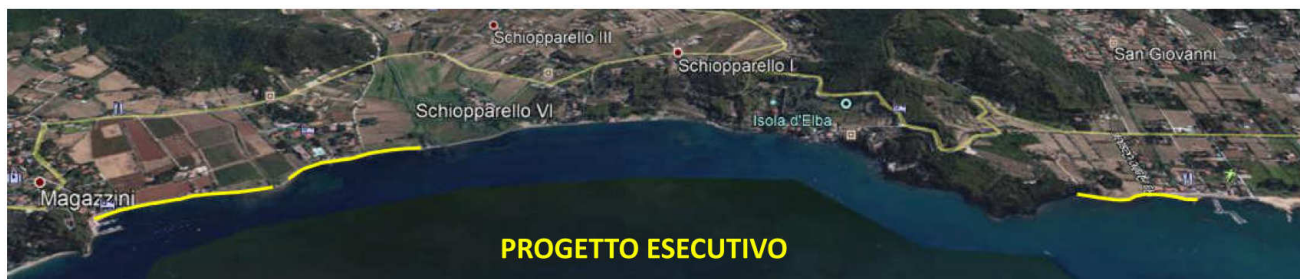 Schiopparello III
San Giovanni
Schiopparello I
Schiopparello VI
Isola d'Elba
Magazzini
PROGETTO ESECUTIVO